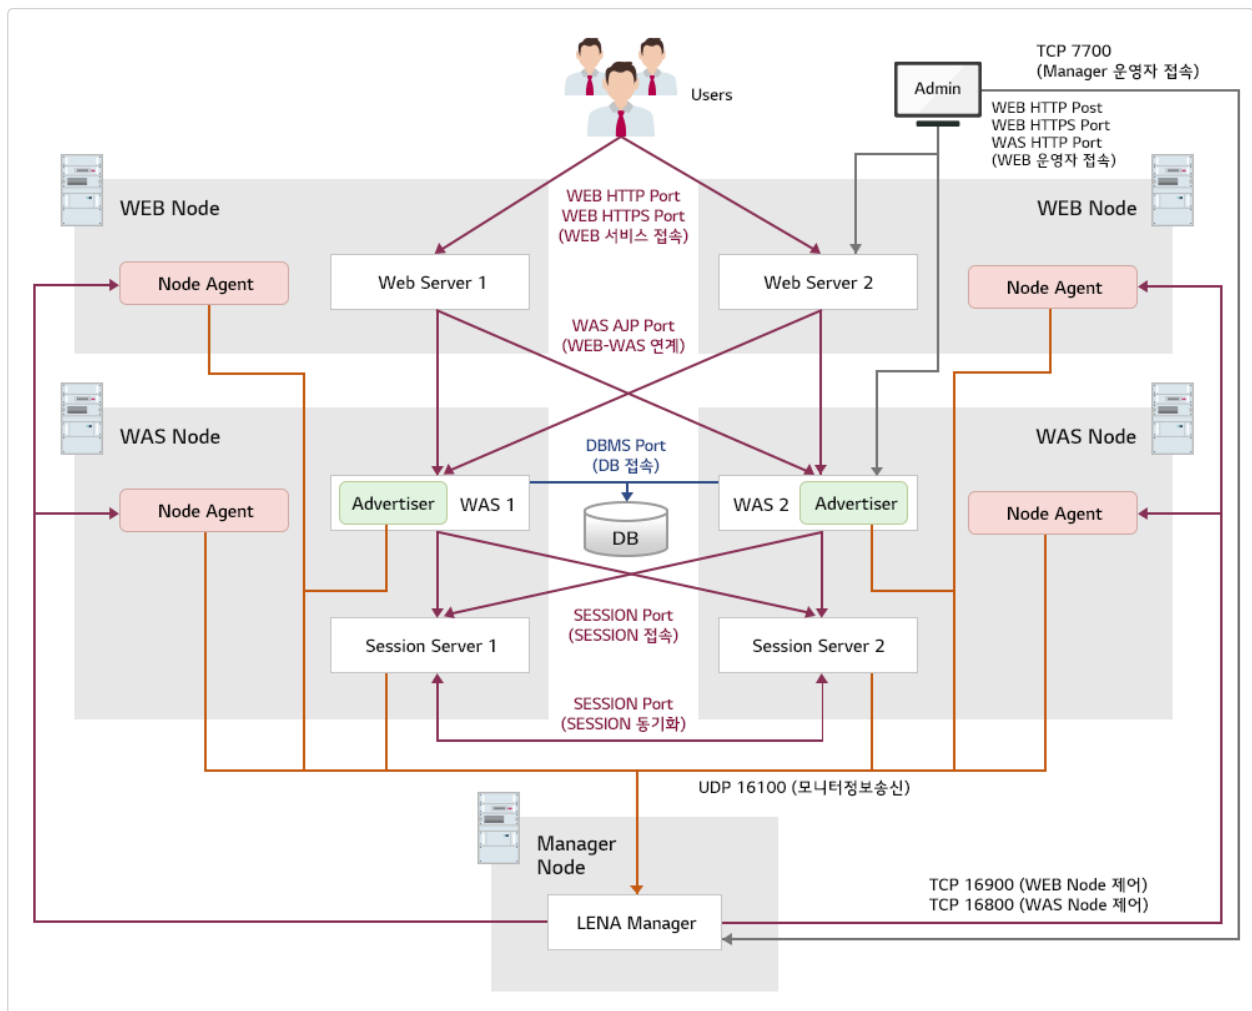 TCP 7700
(Manager 운영자 접속)
Admin
Users
WEB HTTP Post
WEB HTTPS Port
WAS HTTP Port
(WEB 운영자 접속)
WEB Node
WEB HTTP Port
WEB HTTPS Port
(WEB 서비스 접속)
WEB Node
Node Agent
Web Server 1
Web Server 2
Node Agent
WAS AJP Port
(WEB-WAS 연계)
WAS Node
WAS Node
DBMS Port
(DB 접속)
Node Agent
Advertiser
WAS 1
WAS 2
Advertiser
Node Agent
DB
SESSION Port
(SESSION 접속)
Session Server 1
Session Server 2
SESSION Port
(SESSION 동기화)
UDP 16100 (모니터정보송신)
Manager
Node
TCP 16900 (WEB Node 제어)
TCP 16800 (WAS Node 제어)
LENA Manager